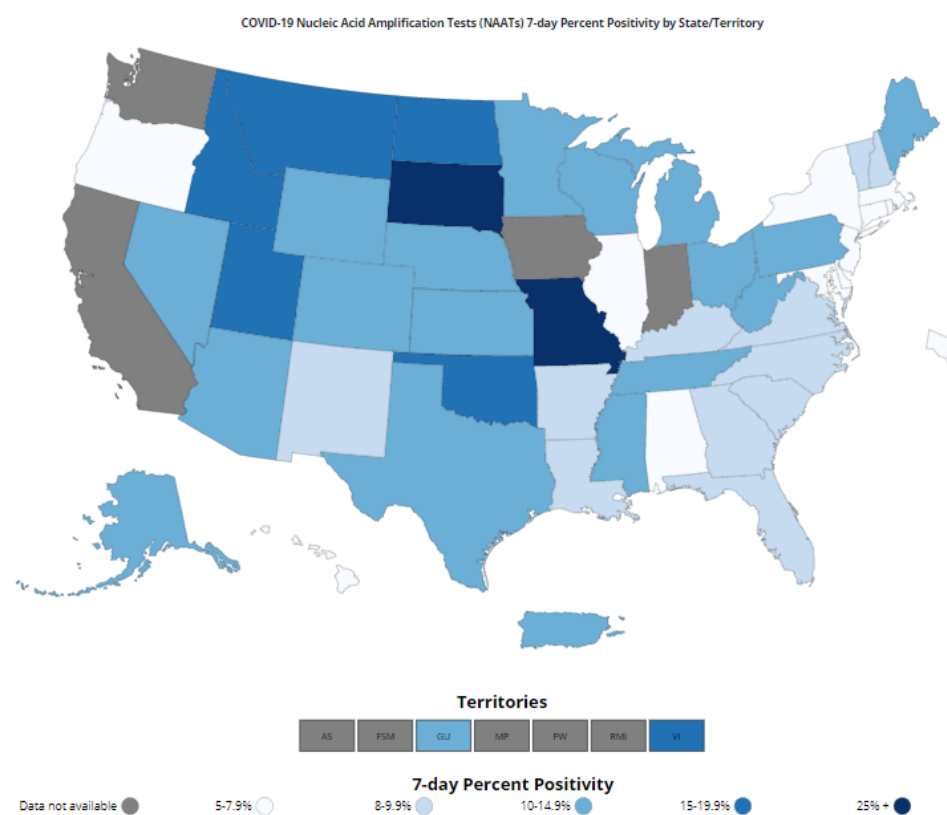 COVID-19 Nucleic Acid Amplification Tests (NAATs) 7-day Percent Positivity by State/Territory
Territories
AS FSM GU MP PW RMI VI
7-day Percent Positivity
Data not available 5-7.9% 8-9.9% 10-14.9% 15-19.9% 25% +